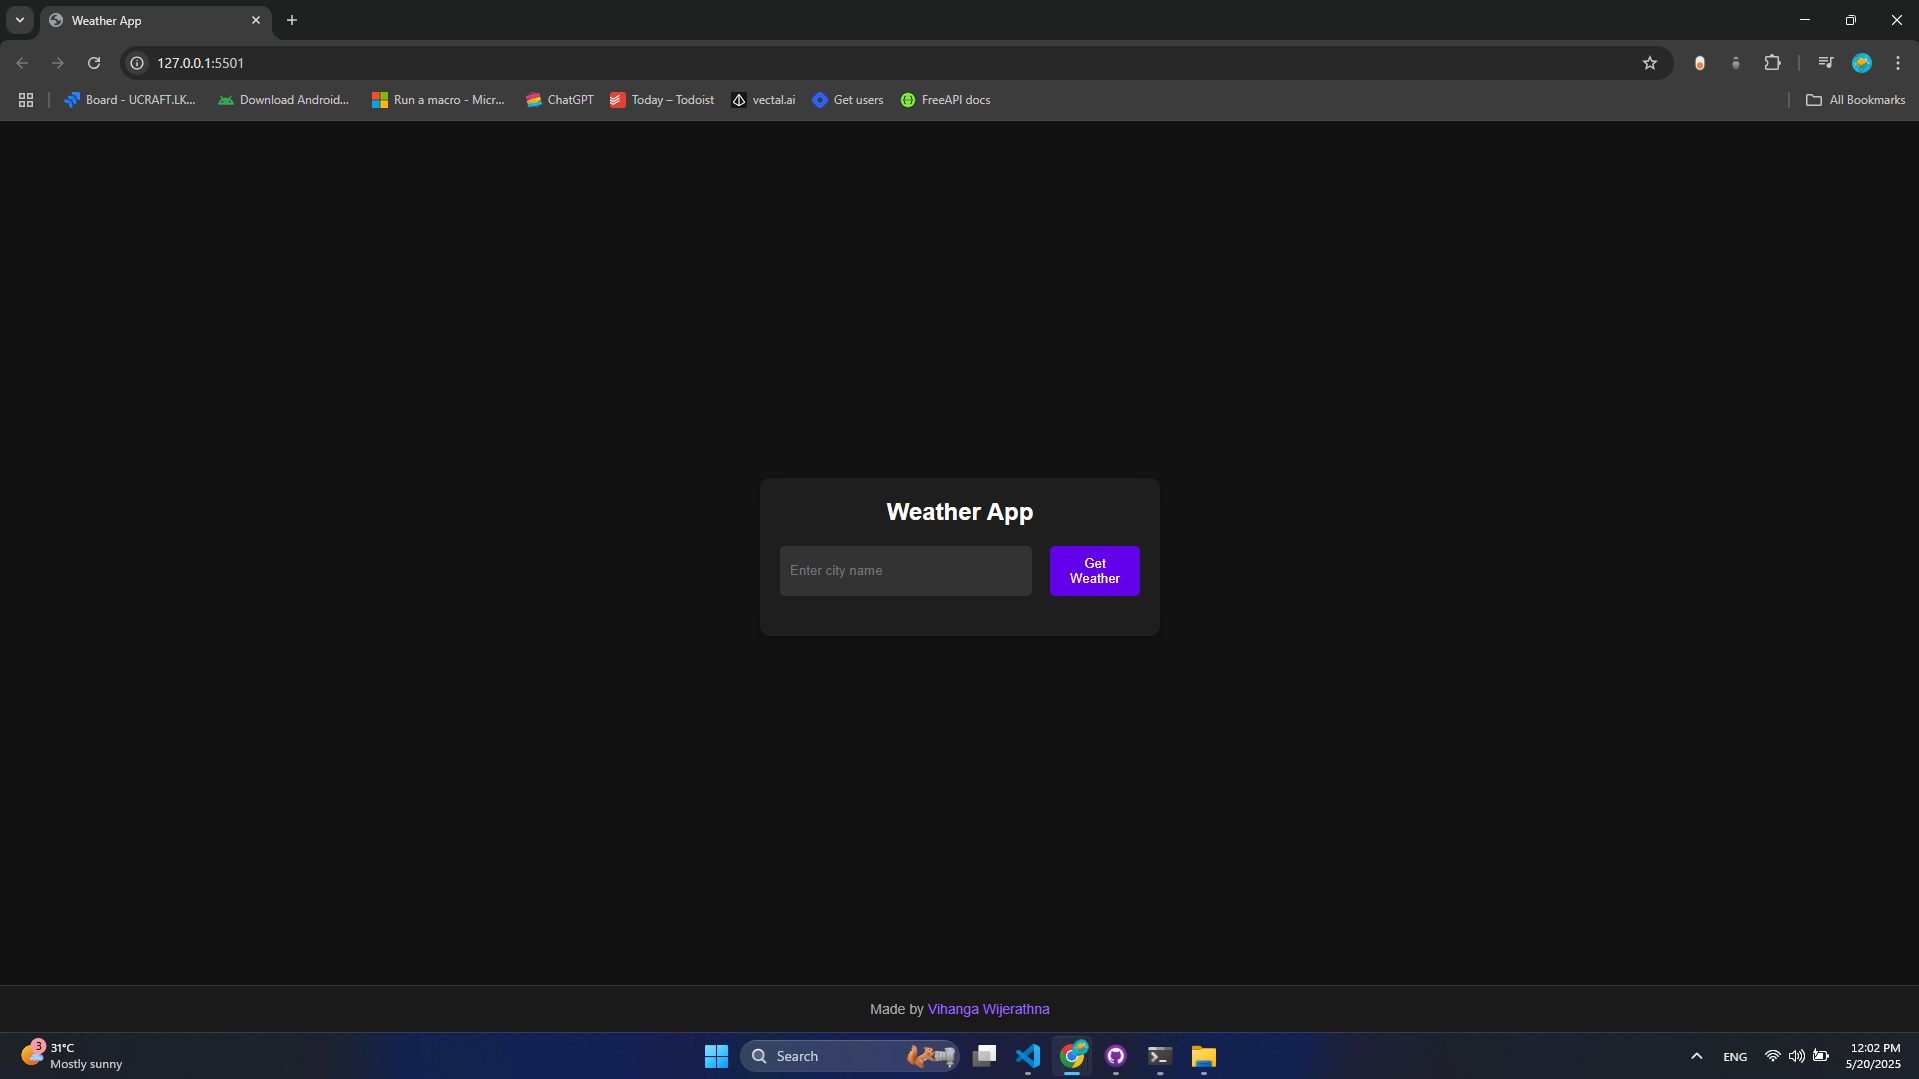 Weather App
127.0.0.1:5501
Board - UCRAFT.LK...
Download Android...
Run a macro - Micr...
ChatGPT
Today – Todoist
vectal.ai
Get users
FreeAPI docs
All Bookmarks
Weather App
Enter city name
Get
Weather
Made by Vihanga Wijerathna
3
31°C
Mostly sunny
Search
ENG
12:02 PM
5/20/2025